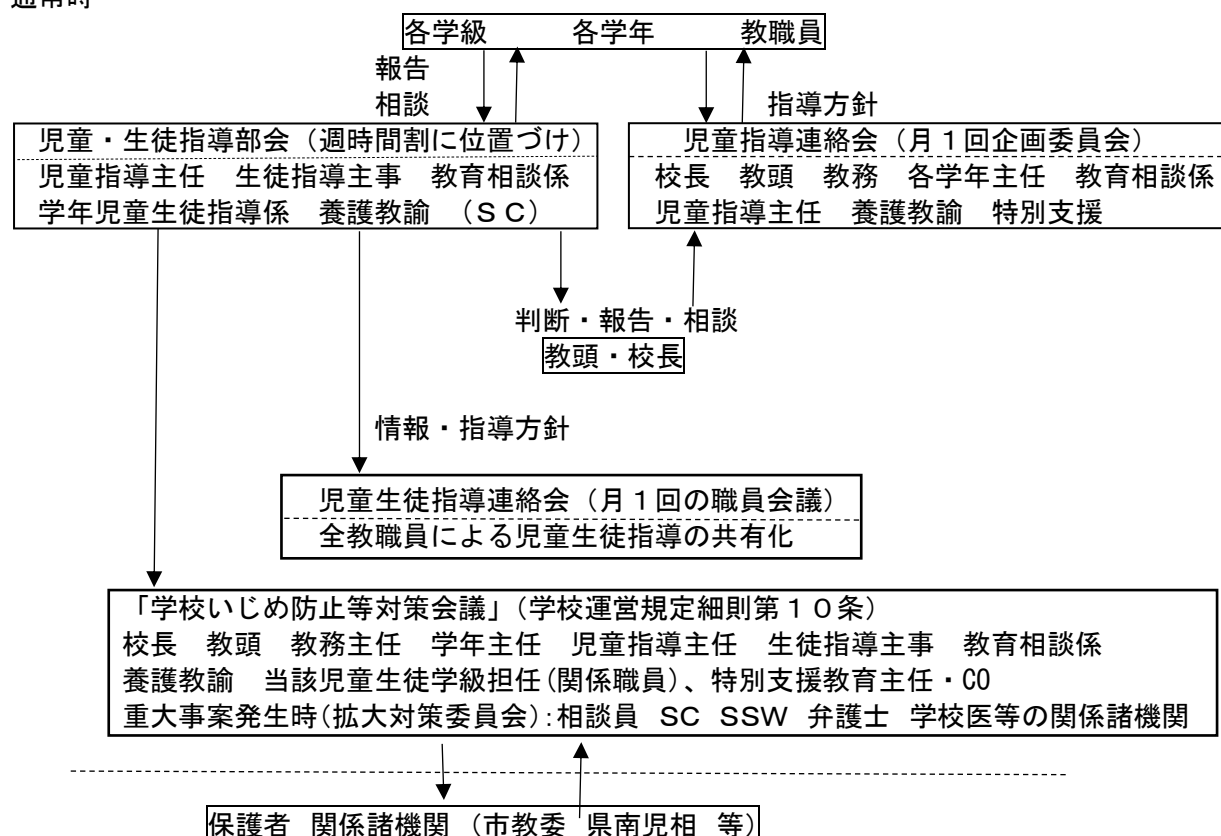 各学級 各学年 教職員
報告
相談
指導方針
児童・生徒指導部会（週時間割に位置づけ）
児童指導主任 生徒指導主事 教育相談係
学年児童生徒指導係 養護教諭 （ＳＣ）
児童指導連絡会（月１回企画委員会）
校長 教頭 教務 各学年主任 教育相談係
児童指導主任 養護教諭 特別支援
判断・報告・相談
教頭・校長
情報・指導方針
児童生徒指導連絡会（月１回の職員会議）
全教職員による児童生徒指導の共有化
「学校いじめ防止等対策会議」（学校運営規定細則第１０条）
校長 教頭 教務主任 学年主任 児童指導主任 生徒指導主事 教育相談係
養護教諭 当該児童生徒学級担任(関係職員)、特別支援教育主任・CO
重大事案発生時(拡大対策委員会):相談員 SC SSW 弁護士 学校医等の関係諸機関
保護者 関係諸機関 （市教委 県南児相 等）